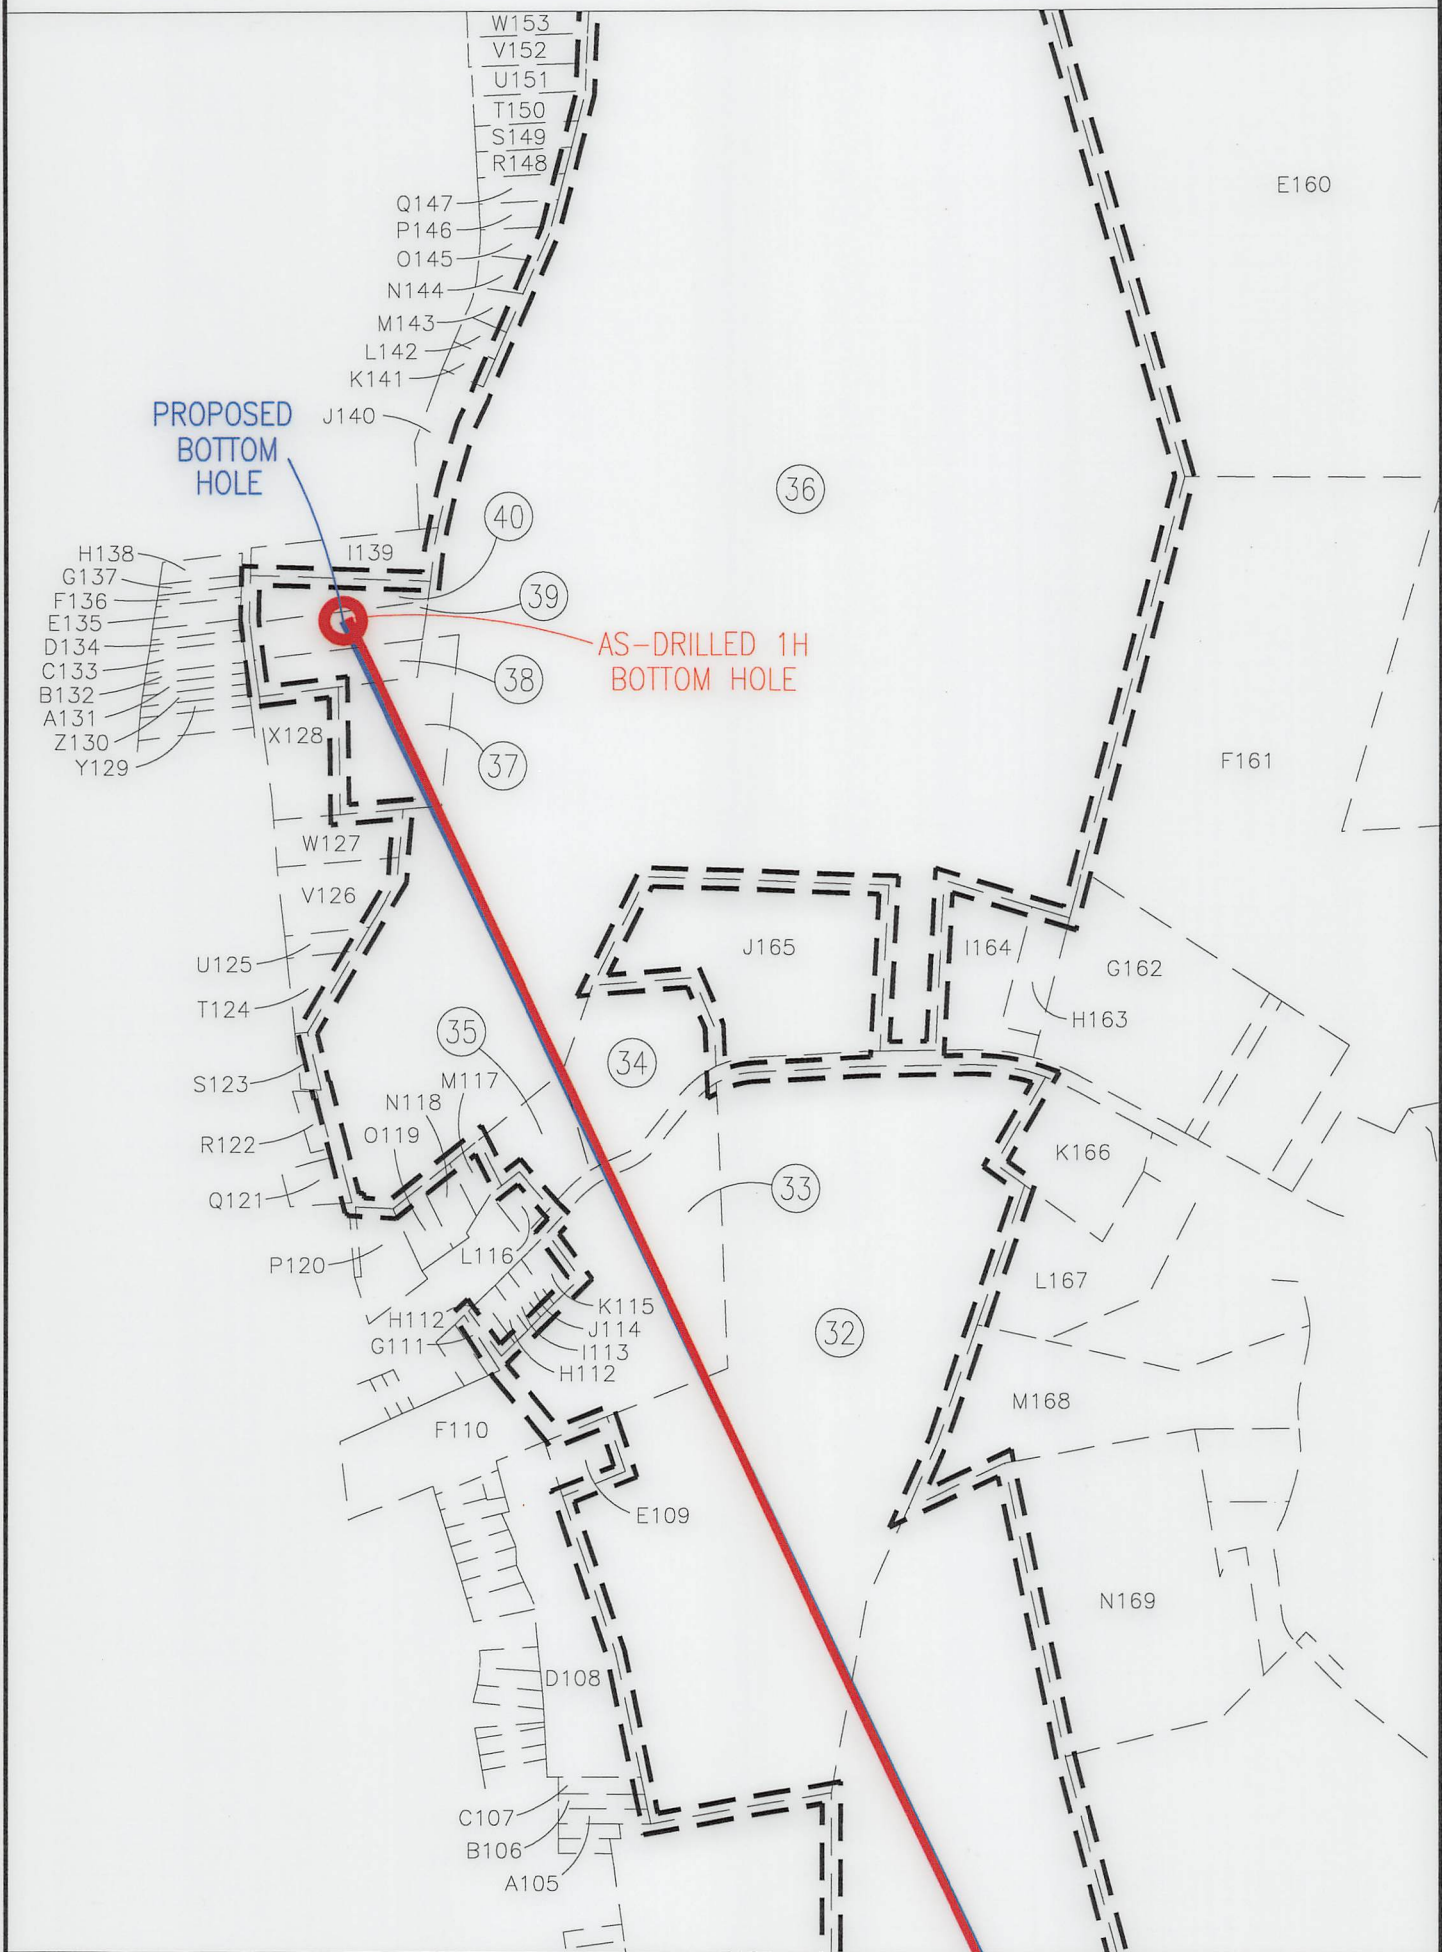 W153
V152
U151
T150
S149
R148
Q147
P146
O145
N144
M143
L142
K141
J140
E160
PROPOSED
BOTTOM
HOLE
36
40
I139
H138
G137
F136
E135
D134
C133
B132
A131
Z130
Y129
39
AS-DRILLED 1H
BOTTOM HOLE
38
X128
37
F161
W127
V126
U125
T124
S123
R122
Q121
P120
J165
I164
G162
H163
35
34
M117
N118
O119
K166
33
L116
L167
H112
G111
K115
J114
I113
H112
32
F110
M168
E109
N169
D108
C107
B106
A105